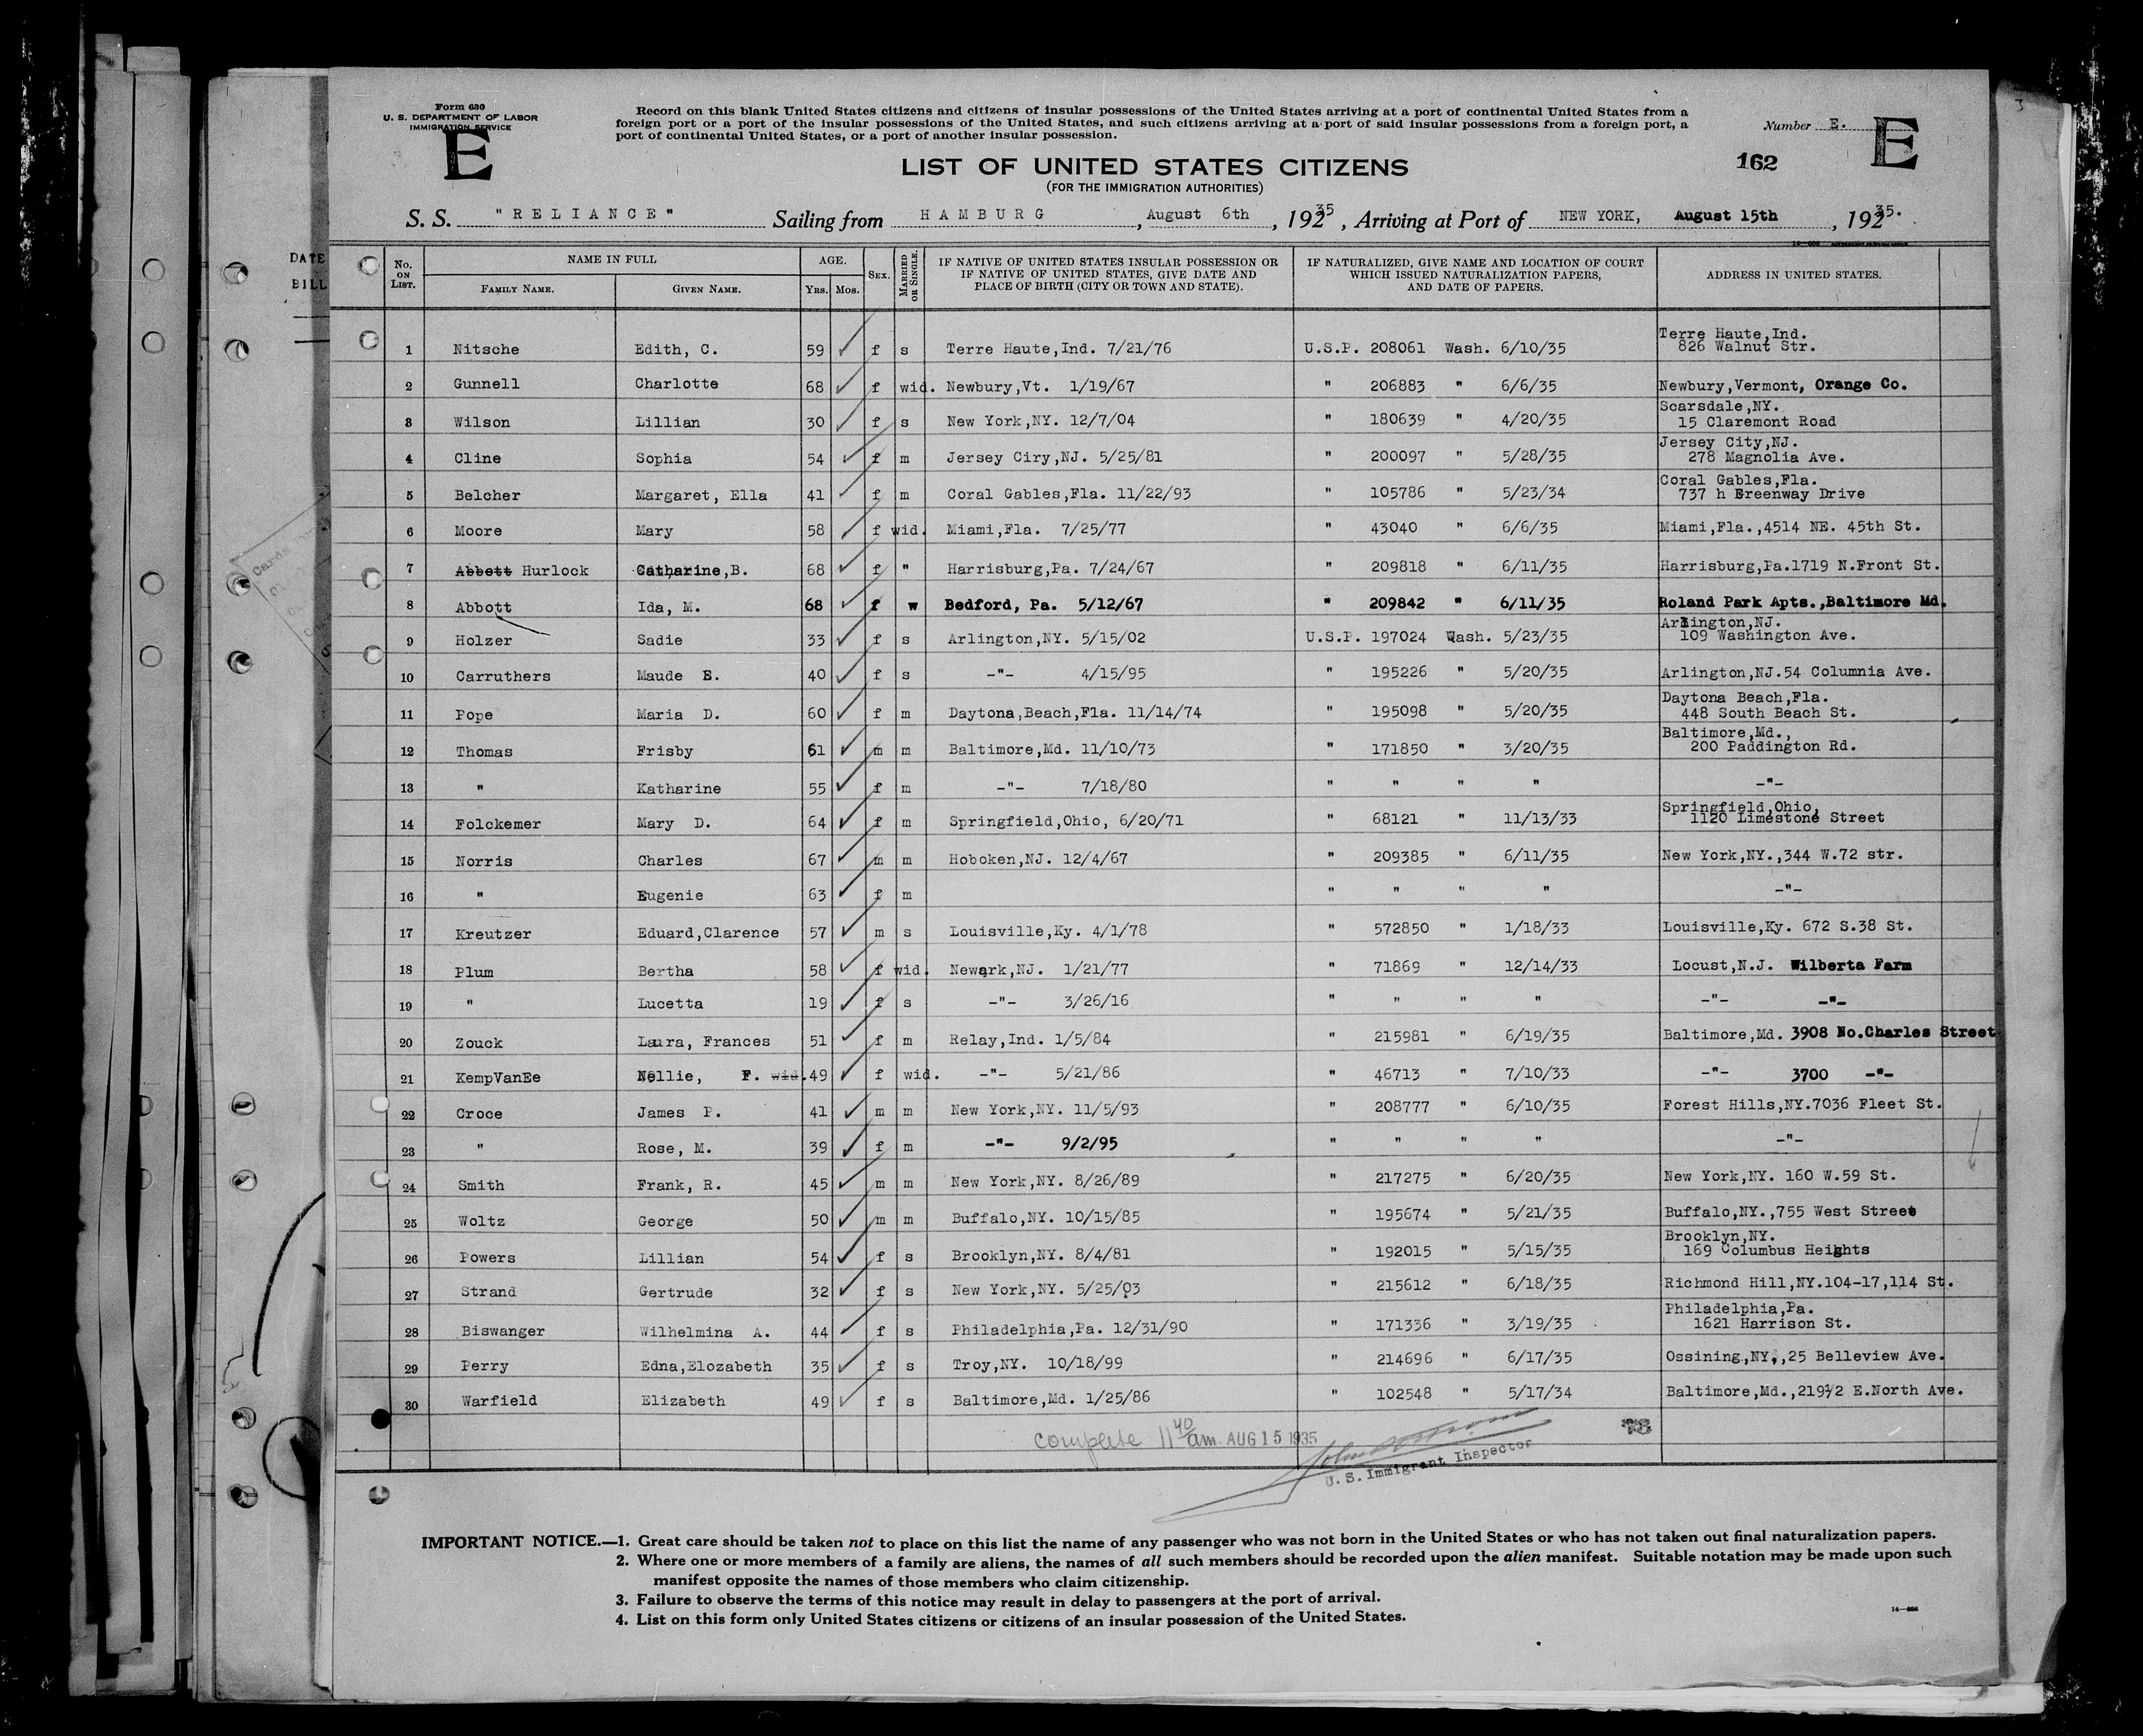 Form 630
U. S. DEPARTMENT OF LABOR
IMMIGRATION SERVICE
E
Record on this blank United States citizens and citizens of insular possessions of the United States arriving at a port of continental United States from a
foreign port or a port of the insular possessions of the United States, and such citizens arriving at a port of said insular possessions from a foreign port, a
port of continental United States, or a port of another insular possession.
Number E.
E
162
LIST OF UNITED STATES CITIZENS
(FOR THE IMMIGRATION AUTHORITIES)
S. S. "RELIANCE" Sailing from HAMBURG, August 6th, 19235, Arriving at Port of NEW YORK, August 15th, 19235.
DATE
BILL
No. ON LIST. NAME IN FULL AGE. SEX. MARRIED OR SINGLE. IF NATIVE OF UNITED STATES INSULAR POSSESSION OR IF NATIVE OF UNITED STATES, GIVE DATE AND PLACE OF BIRTH (CITY OR TOWN AND STATE). IF NATURALIZED, GIVE NAME AND LOCATION OF COURT WHICH ISSUED NATURALIZATION PAPERS, AND DATE OF PAPERS. ADDRESS IN UNITED STATES.
FAMILY NAME. GIVEN NAME. YRS. MOS.
1 Nitsche Edith, C. 59 f s Terre Haute,Ind. 7/21/76 U.S.P. 208061 Wash. 6/10/35 Terre Haute,Ind. 826 Walnut Str.
2 Gunnell Charlotte 68 f wid. Newbury,Vt. 1/19/67 " 206883 " 6/6/35 Newbury,Vermont, Orange Co.
3 Wilson Lillian 30 f s New York,NY. 12/7/04 " 180639 " 4/20/35 Scarsdale,NY. 15 Claremont Road
4 Cline Sophia 54 f m Jersey Ciry,NJ. 5/25/81 " 200097 " 5/28/35 Jersey City,NJ. 278 Magnolia Ave.
5 Belcher Margaret, Ella 41 f m Coral Gables,Fla. 11/22/93 " 105786 " 5/23/34 Coral Gables,Fla. 737 h Greenway Drive
6 Moore Mary 58 f wid. Miami,Fla. 7/25/77 " 43040 " 6/6/35 Miami,Fla.,4514 NE. 45th St.
7 Abbett Hurlock Catharine,B. 68 f " Harrisburg,Pa. 7/24/67 " 209818 " 6/11/35 Harrisburg,Pa.1719 N.Front St.
8 Abbott Ida, M. 68 f w Bedford, Pa. 5/12/67 " 209842 " 6/11/35 Roland Park Apts.,Baltimore Md.
9 Holzer Sadie 33 f s Arlington,NY. 5/15/02 U.S.P. 197024 Wash. 5/23/35 Arlington,NJ. 109 Washington Ave.
10 Carruthers Maude E. 40 f s -"- 4/15/95 " 195226 " 5/20/35 Arlington,NJ.54 Columnia Ave.
11 Pope Maria D. 60 f m Daytona,Beach,Fla. 11/14/74 " 195098 " 5/20/35 Daytona Beach,Fla. 448 South Beach St.
12 Thomas Frisby 61 m m Baltimore,Md. 11/10/73 " 171850 " 3/20/35 Baltimore,Md., 200 Paddington Rd.
13 " Katharine 55 f m -"- 7/18/80 " " " " -"-
14 Folckemer Mary D. 64 f m Springfield,Ohio, 6/20/71 " 68121 " 11/13/33 Springfield,Ohio, 1120 Limestone Street
15 Norris Charles 67 m m Hoboken,NJ. 12/4/67 " 209385 " 6/11/35 New York,NY.,344 W.72 str.
16 " Eugenie 63 f m " " " " -"-
17 Kreutzer Eduard,Clarence 57 m s Louisville,Ky. 4/1/78 " 572850 " 1/18/33 Louisville,Ky. 672 S.38 St.
18 Plum Bertha 58 f wid. Newark,NJ. 1/21/77 " 71869 " 12/14/33 Locust,N.J. Wilberta Farm
19 " Lucetta 19 f s -"- 3/26/16 " " " " -"- -"-
20 Zouck Laura, Frances 51 f m Relay,Ind. 1/5/84 " 215981 " 6/19/35 Baltimore,Md. 3908 No.Charles Street
21 KempVanEe Nellie, F. wid. 49 f wid. -"- 5/21/86 " 46713 " 7/10/33 -"- 3700 -"-
22 Croce James P. 41 m m New York,NY. 11/5/93 " 208777 " 6/10/35 Forest Hills,NY.7036 Fleet St.
23 " Rose, M. 39 f m -"- 9/2/95 " " " " -"-
24 Smith Frank, R. 45 m m New York,NY. 8/26/89 " 217275 " 6/20/35 New York,NY. 160 W.59 St.
25 Woltz George 50 m m Buffalo,NY. 10/15/85 " 195674 " 5/21/35 Buffalo,NY.,755 West Street
26 Powers Lillian 54 f s Brooklyn,NY. 8/4/81 " 192015 " 5/15/35 Brooklyn,NY. 169 Columbus Heights
27 Strand Gertrude 32 f s New York,NY. 5/25/03 " 215612 " 6/18/35 Richmond Hill,NY.104-17,114 St.
28 Biswanger Wilhelmina A. 44 f s Philadelphia,Pa. 12/31/90 " 171336 " 3/19/35 Philadelphia,Pa. 1621 Harrison St.
29 Perry Edna,Elozabeth 35 f s Troy,NY. 10/18/99 " 214696 " 6/17/35 Ossining,NY,,25 Belleview Ave.
30 Warfield Elizabeth 49 f s Baltimore,Md. 1/25/86 " 102548 " 5/17/34 Baltimore,Md.,219½ E.North Ave.
complete 11 40 am AUG 15 1935
U. S. Immigrant Inspector
IMPORTANT NOTICE.—1. Great care should be taken not to place on this list the name of any passenger who was not born in the United States or who has not taken out final naturalization papers.
2. Where one or more members of a family are aliens, the names of all such members should be recorded upon the alien manifest. Suitable notation may be made upon such
manifest opposite the names of those members who claim citizenship.
3. Failure to observe the terms of this notice may result in delay to passengers at the port of arrival.
4. List on this form only United States citizens or citizens of an insular possession of the United States.